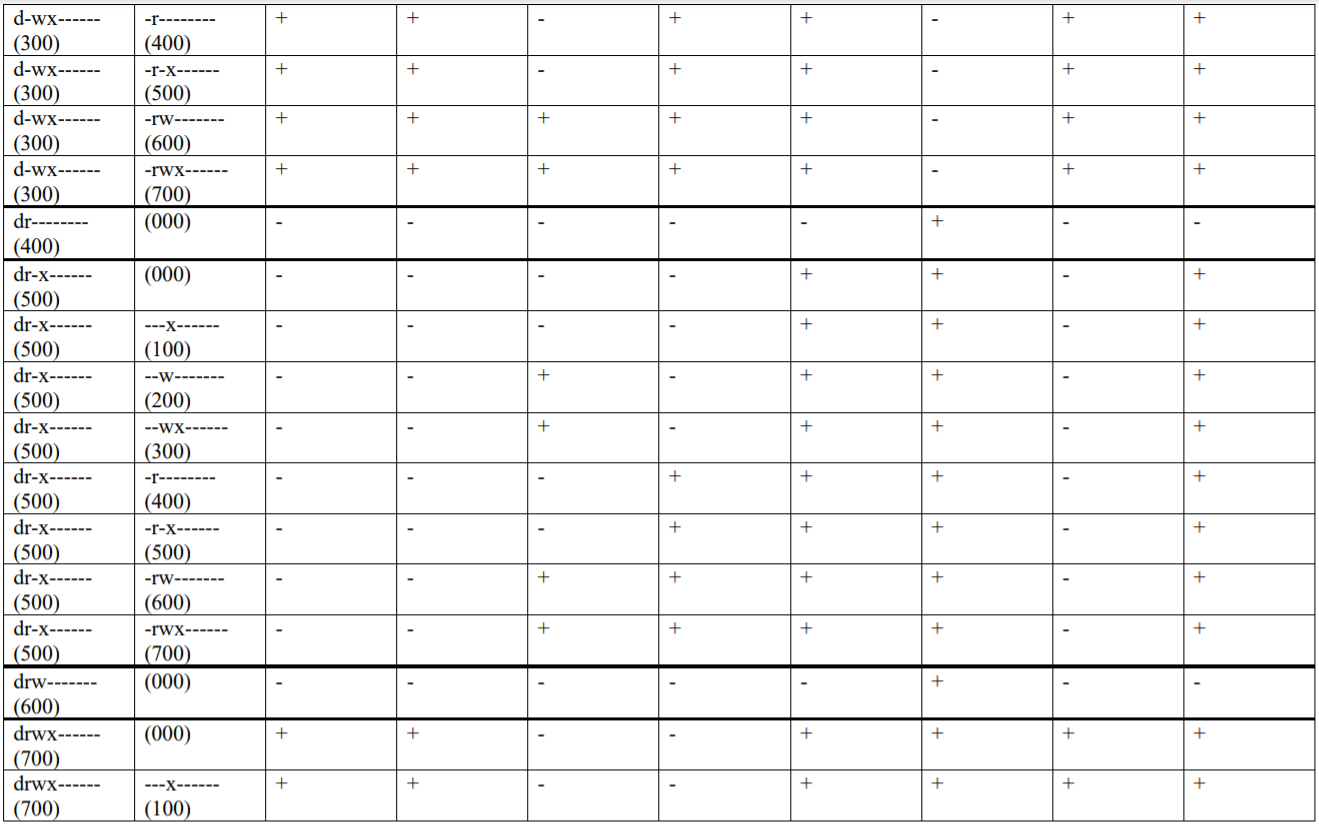 d-wx------ -r-------- + + - + + - + +
(300) (400)
d-wx------ -r-x------ + + - + + - + +
(300) (500)
d-wx------ -rw------- + + + + + - + +
(300) (600)
d-wx------ -rwx------ + + + + + - + +
(300) (700)
dr-------- (000) - - - - - + - -
(400)
dr-x------ (000) - - - - + + - +
(500)
dr-x------ ---x------ - - - - + + - +
(500) (100)
dr-x------ --w------- - - + - + + - +
(500) (200)
dr-x------ --wx------ - - + - + + - +
(500) (300)
dr-x------ -r-------- - - - + + + - +
(500) (400)
dr-x------ -r-x------ - - - + + + - +
(500) (500)
dr-x------ -rw------- - - + + + + - +
(500) (600)
dr-x------ -rwx------ - - + + + + - +
(500) (700)
drw------- (000) - - - - - + - -
(600)
drwx------ (000) + + - - + + + +
(700)
drwx------ ---x------ + + - - + + + +
(700) (100)